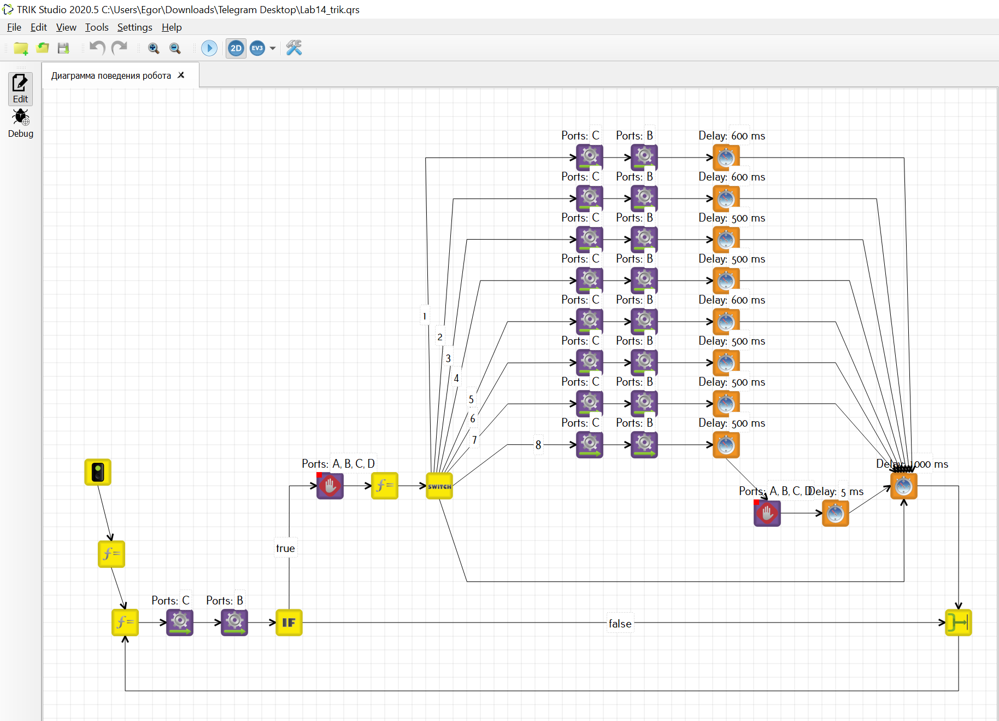 TRIK Studio 2020.5 C:\Users\Egor\Downloads\Telegram Desktop\Lab14_trik.qrs
File Edit View Tools Settings Help
2D EV3
Диаграмма поведения робота
Edit
Debug
Ports: C Ports: B Delay: 600 ms
Ports: C Ports: B Delay: 600 ms
Ports: C Ports: B Delay: 500 ms
Ports: C Ports: B Delay: 500 ms
Ports: C Ports: B Delay: 600 ms
1
2
Ports: C Ports: B Delay: 500 ms
3
4
Ports: C Ports: B Delay: 500 ms
5
6
Ports: C Ports: B Delay: 500 ms
7
8
Ports: A, B, C, D
SWITCH
Delay: 1000 ms
Ports: A, B, C, D Delay: 5 ms
true
Ports: C Ports: B
IF
false